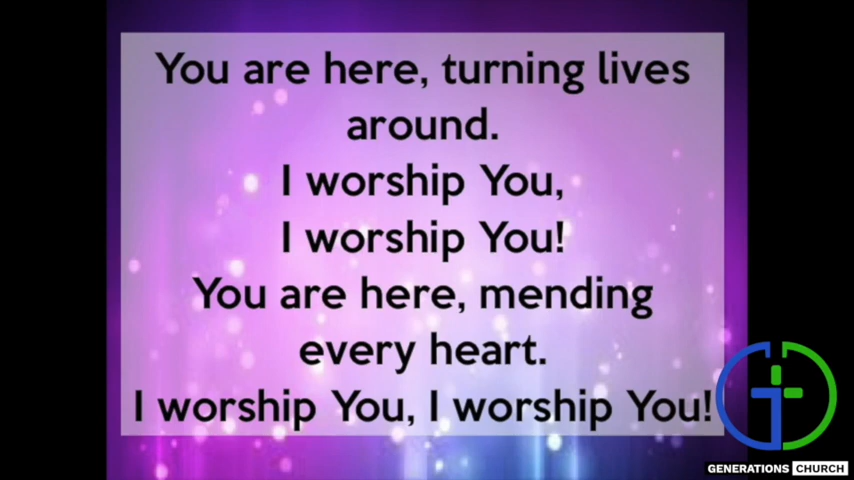 You are here, turning lives
around.
I worship You,
I worship You!
You are here, mending
every heart.
I worship You, I worship You!
GENERATIONS CHURCH